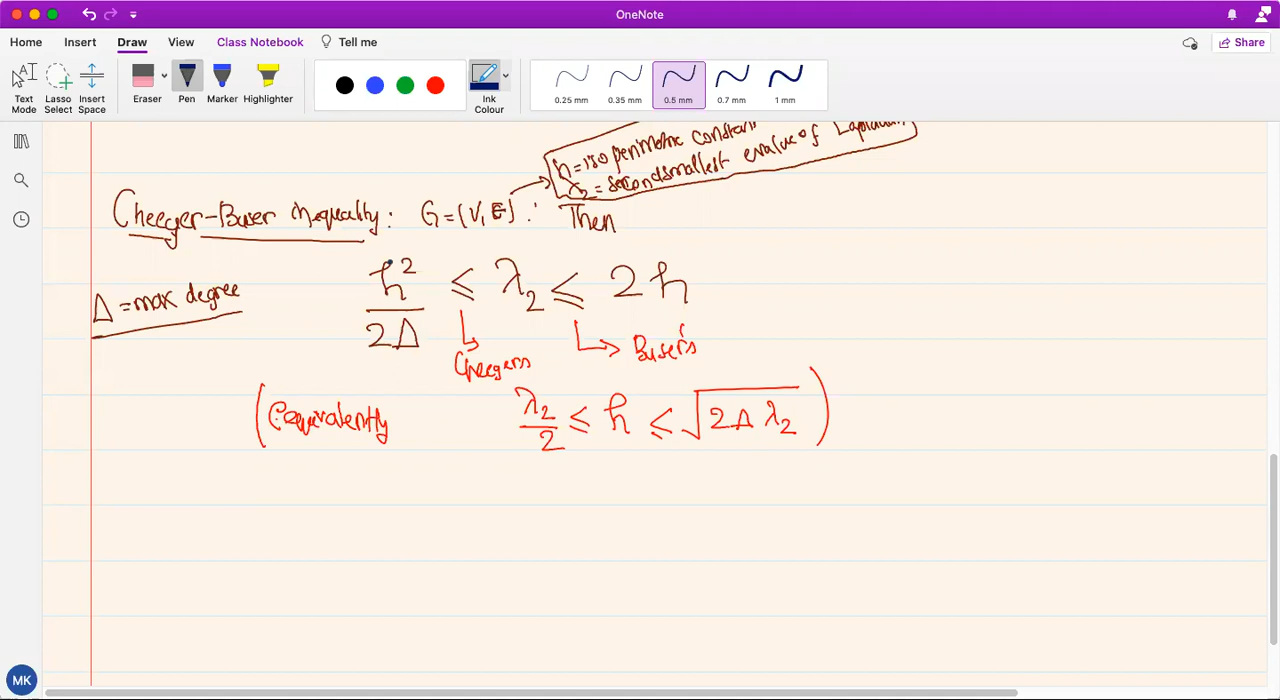 OneNote
Home Insert Draw View Class Notebook Tell me Share
Text Mode Lasso Select Insert Space Eraser Pen Marker Highlighter Ink Colour 0.25 mm 0.35 mm 0.5 mm 0.7 mm 1 mm
h = isoperimetric constant
λ₂ = second smallest evalue of Laplacian
Cheeger-Buser inequality: G=(V,E): Then
Δ = max degree
h²/2Δ ≤ λ₂ ≤ 2h
Cheegers Buser's
(equivalently λ₂/2 ≤ h ≤ √(2Δλ₂))
MK